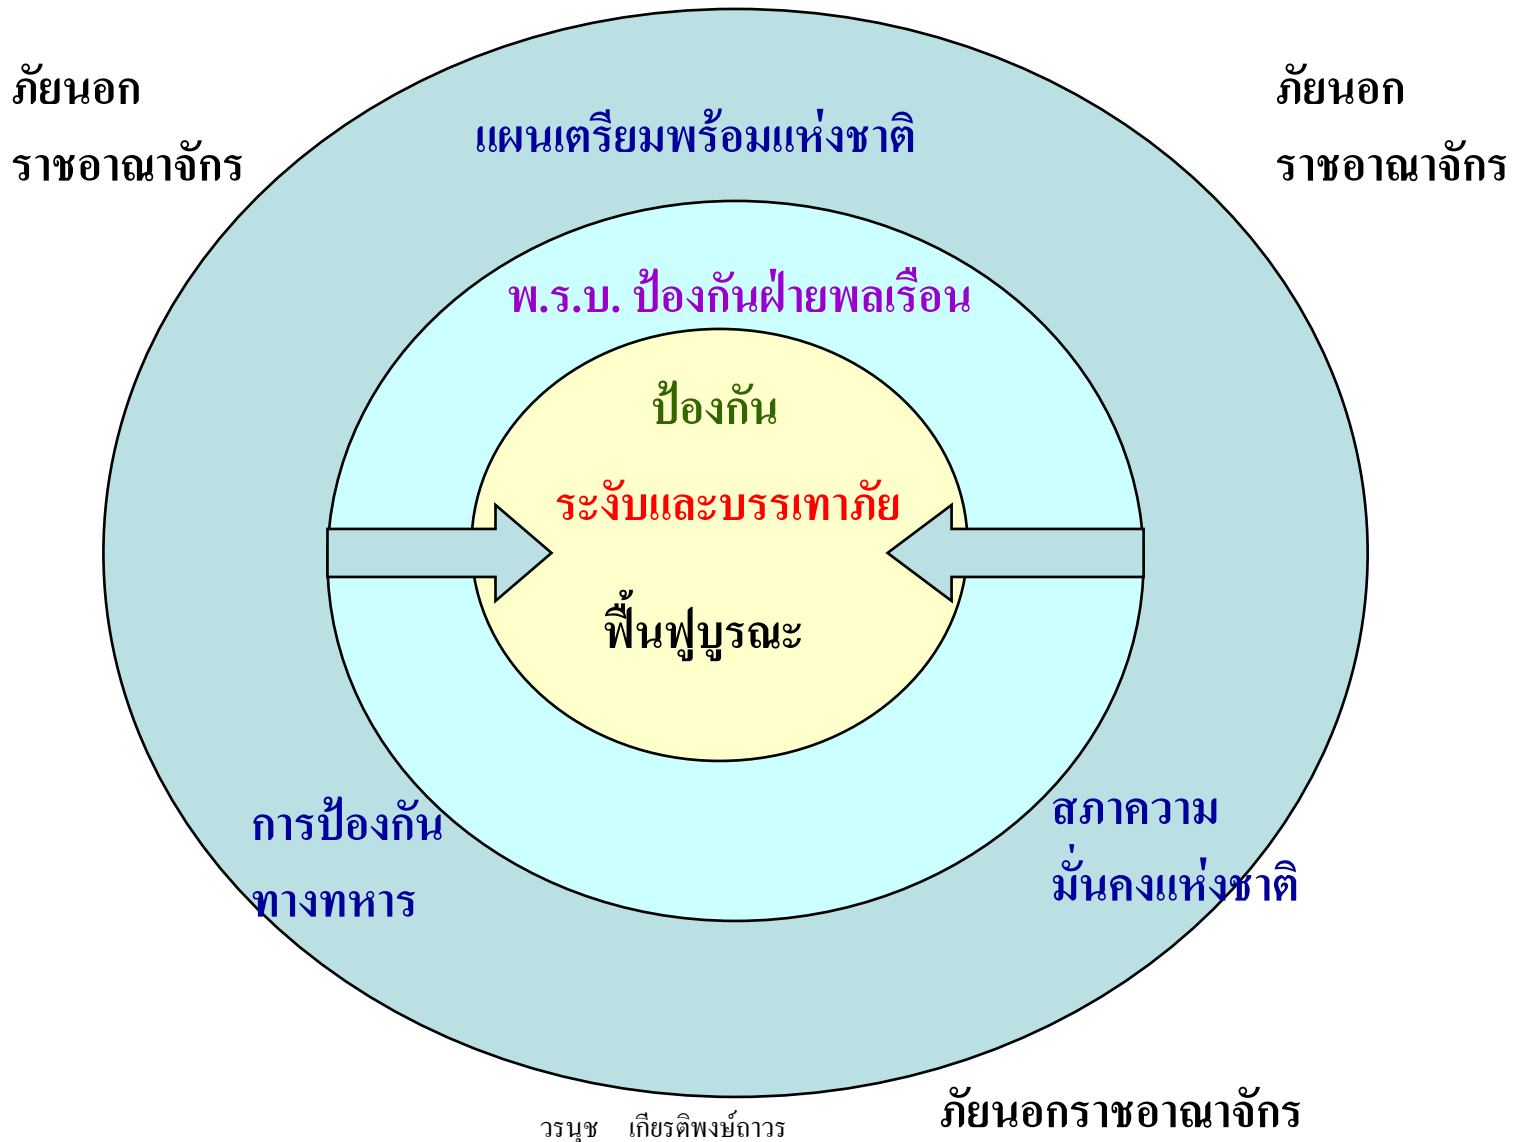 ภัยนอก
ราชอาณาจักร
ภัยนอก
ราชอาณาจักร
แผนเตรียมพร้อมแห่งชาติ
พ.ร.บ. ป้องกันฝ่ายพลเรือน
ป้องกัน
ระงับและบรรเทาภัย
ฟื้นฟูบูรณะ
การป้องกัน
ทางทหาร
สภาความ
มั่นคงแห่งชาติ
ภัยนอกราชอาณาจักร
วรนุช เกียรติพงษ์ถาวร